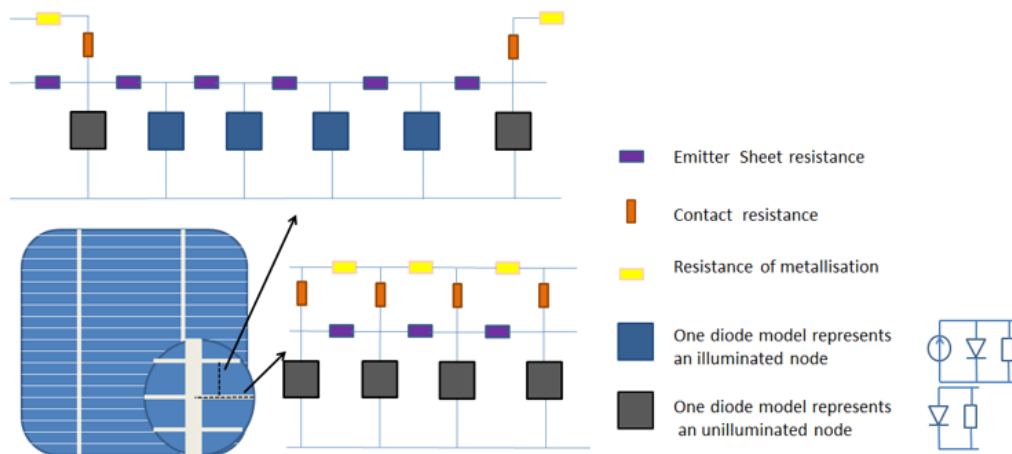 Emitter Sheet resistance
Contact resistance
Resistance of metallisation
One diode model represents
an illuminated node
One diode model represents
an unilluminated node